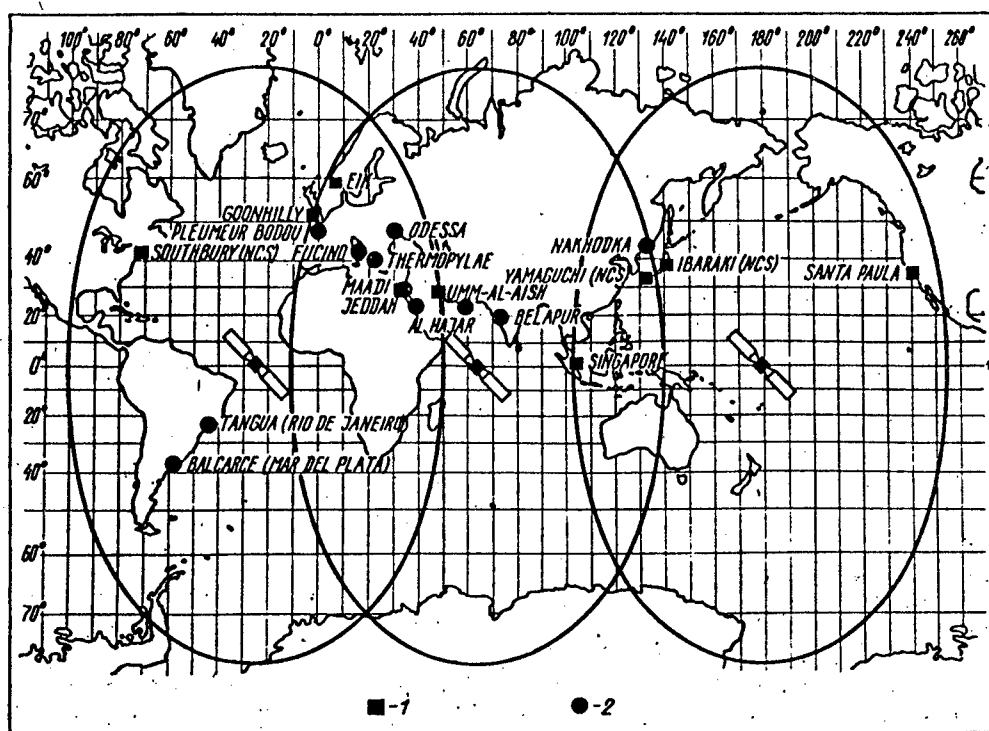 100° 80° 60° 40° 20° 0° 20° 40° 60° 80° 100° 120° 140° 160° 180° 200° 220° 240° 260°
70°
60°
EIK
GOONHILLY
PLEUMEUR BODOU
ODESSA
NAKHODKA
40°
SOUTHBURY (NCS)
FUCINO
THERMOPYLAE
YAMAGUCHI (NCS)
IBARAKI (NCS)
SANTA PAULA
MAADI
UMM-AL-AISH
JEDDAH
20°
AL HAJAR
BELAPUR
0°
SINGAPORE
20°
TANGUA (RIO DE JANEIRO)
40°
BALCARCE (MAR DEL PLATA)
60°
70°
-1
-2